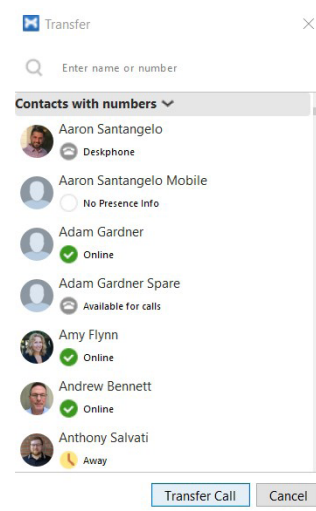 Transfer
Enter name or number
Contacts with numbers
Aaron Santangelo
Deskphone
Aaron Santangelo Mobile
No Presence Info
Adam Gardner
Online
Adam Gardner Spare
Available for calls
Amy Flynn
Online
Andrew Bennett
Online
Anthony Salvati
Away
Transfer Call Cancel